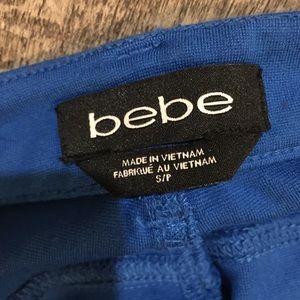 bebe
MADE IN VIETNAM
FABRIQUÉ AU VIETNAM
S/P